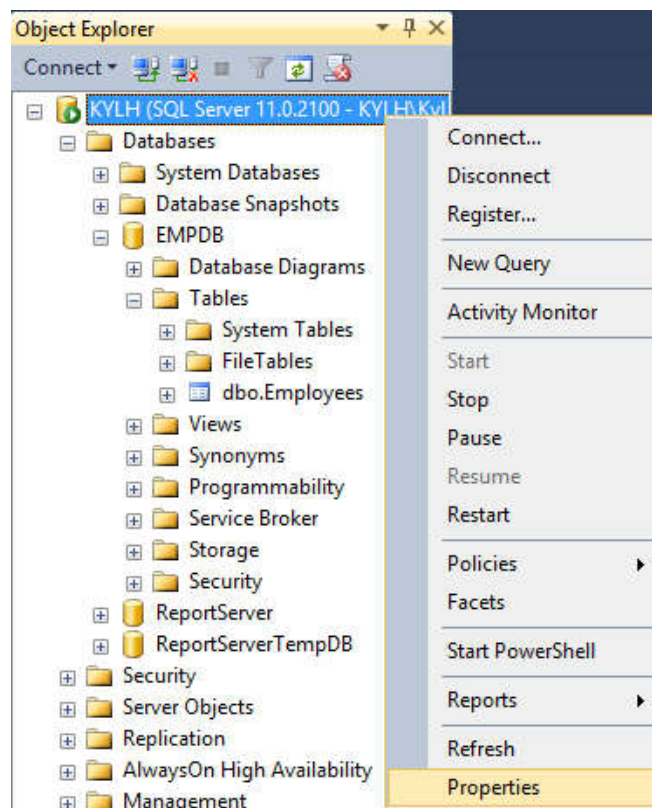 Object Explorer
Connect
KYLH (SQL Server 11.0.2100 - KYLH\Kyl
Databases
System Databases
Database Snapshots
EMPDB
Database Diagrams
Tables
System Tables
FileTables
dbo.Employees
Views
Synonyms
Programmability
Service Broker
Storage
Security
ReportServer
ReportServerTempDB
Security
Server Objects
Replication
AlwaysOn High Availability
Management
Connect...
Disconnect
Register...
New Query
Activity Monitor
Start
Stop
Pause
Resume
Restart
Policies
Facets
Start PowerShell
Reports
Refresh
Properties